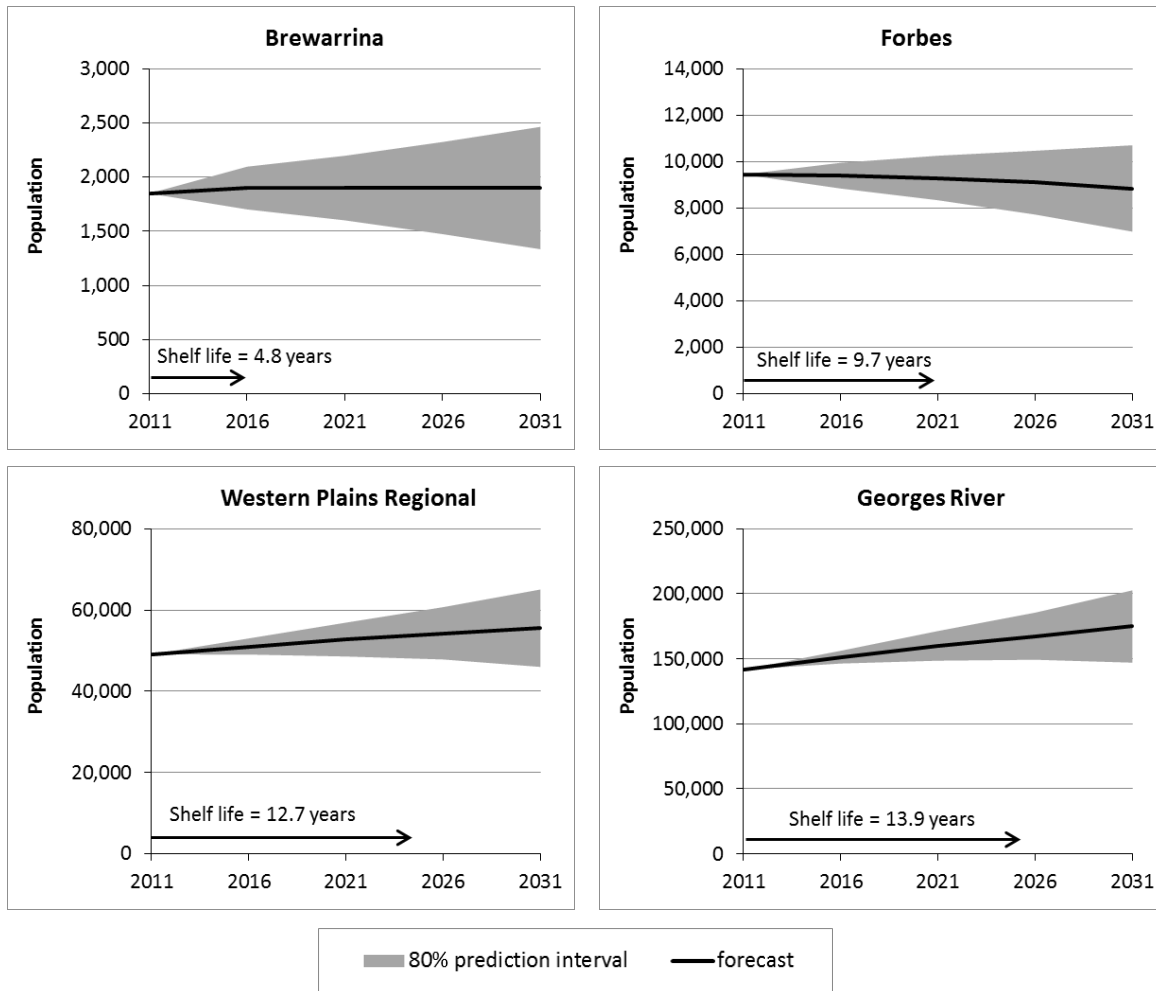 Brewarrina
Population
3,000
2,500
2,000
1,500
1,000
500
0
Shelf life = 4.8 years
2011 2016 2021 2026 2031
Forbes
Population
14,000
12,000
10,000
8,000
6,000
4,000
2,000
0
Shelf life = 9.7 years
2011 2016 2021 2026 2031
Western Plains Regional
Population
80,000
60,000
40,000
20,000
0
Shelf life = 12.7 years
2011 2016 2021 2026 2031
Georges River
Population
250,000
200,000
150,000
100,000
50,000
0
Shelf life = 13.9 years
2011 2016 2021 2026 2031
80% prediction interval forecast